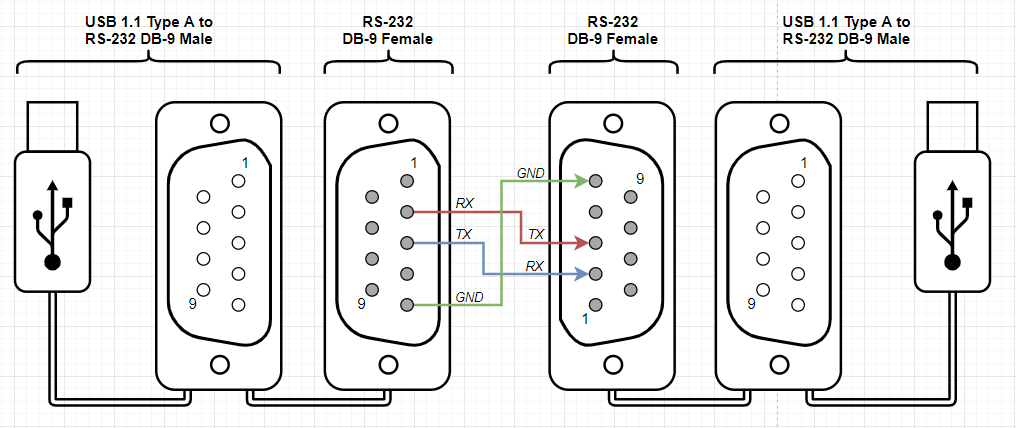 USB 1.1 Type A to
RS-232 DB-9 Male
RS-232
DB-9 Female
RS-232
DB-9 Female
USB 1.1 Type A to
RS-232 DB-9 Male
1
9
1
9
RX
TX
GND
GND
TX
RX
9
1
1
9